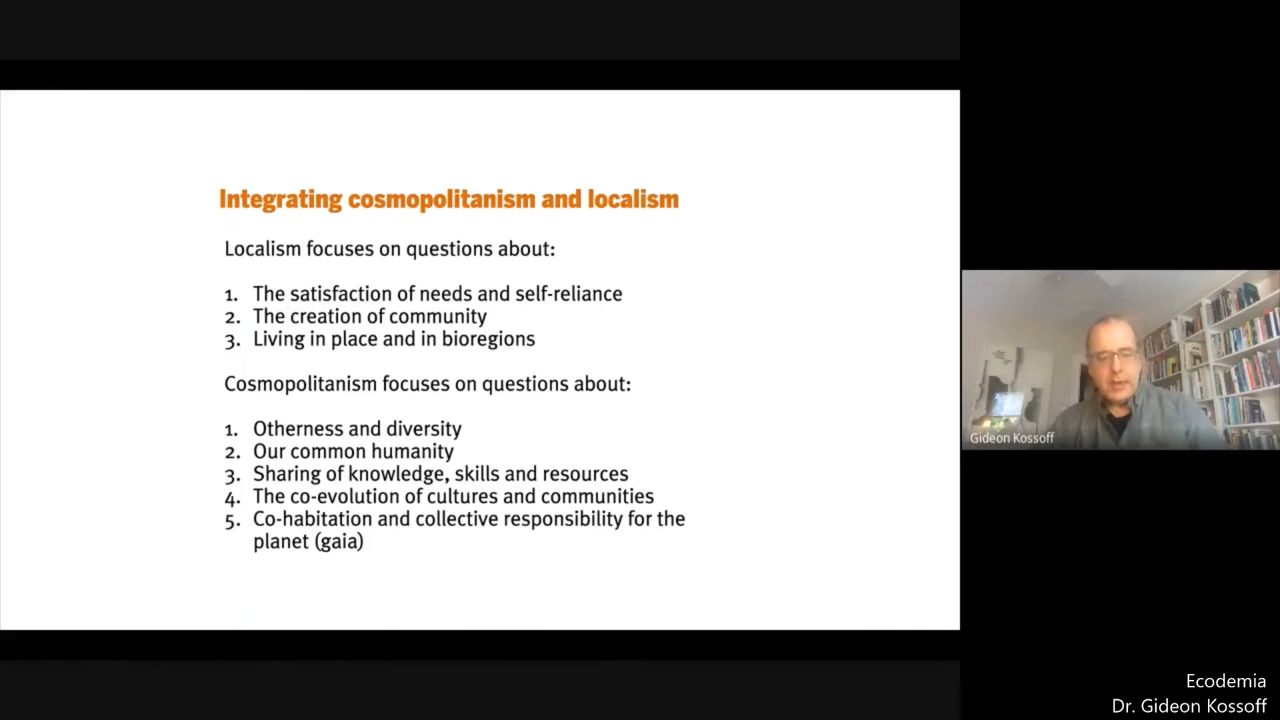 Integrating cosmopolitanism and localism
Localism focuses on questions about:
1. The satisfaction of needs and self-reliance
2. The creation of community
3. Living in place and in bioregions
Cosmopolitanism focuses on questions about:
1. Otherness and diversity
2. Our common humanity
3. Sharing of knowledge, skills and resources
4. The co-evolution of cultures and communities
5. Co-habitation and collective responsibility for the
planet (gaia)
Gideon Kossoff
Ecodemia
Dr. Gideon Kossoff